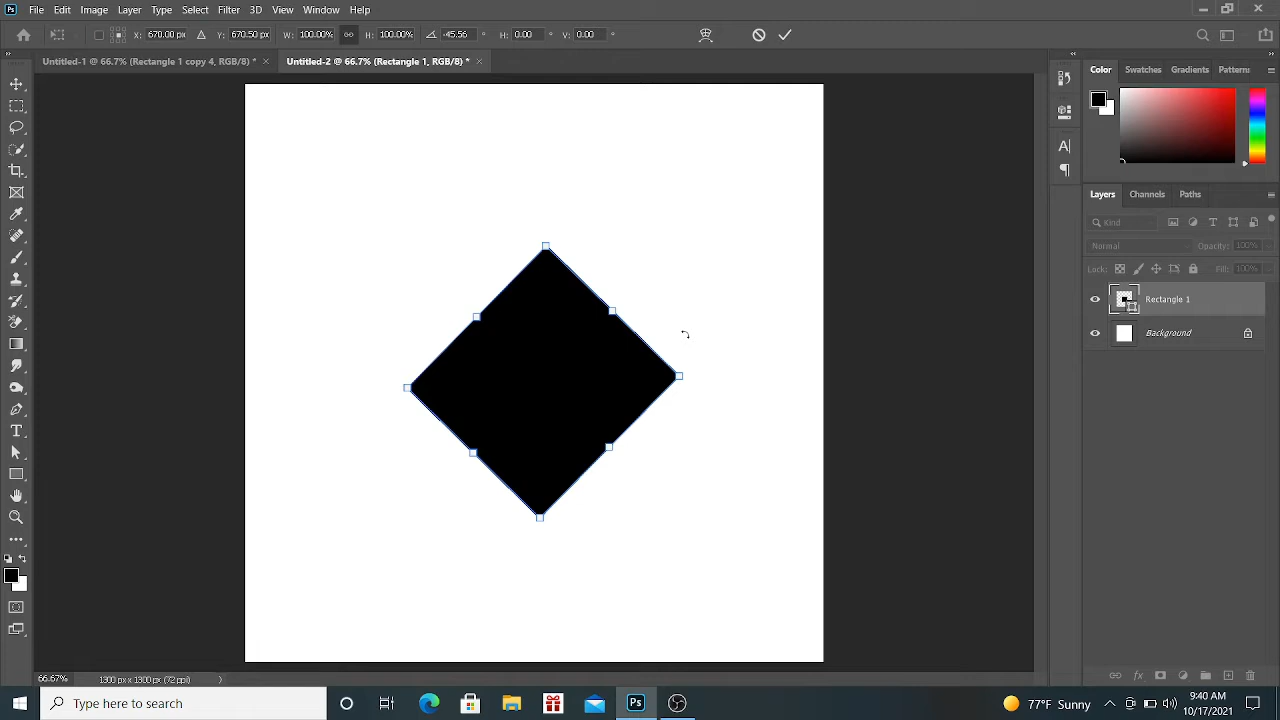 Ps File Edit Image Layer Type Select Filter 3D View Window Help
X: 670.00 px Y: 670.50 px W: 100.00% H: 100.00% -45.56 ° H: 0.00 ° V: 0.00 °
Untitled-1 @ 66.7% (Rectangle 1 copy 4, RGB/8) * × Untitled-2 @ 66.7% (Rectangle 1, RGB/8) * ×
Color Swatches Gradients Patterns
Layers Channels Paths
Kind
Normal Opacity: 100%
Lock: Fill: 100%
Rectangle 1
Background
66.67% 1300 px x 1300 px (72 ppi)
Type here to search
Ps
77°F Sunny
9:40 AM
10/17/2021